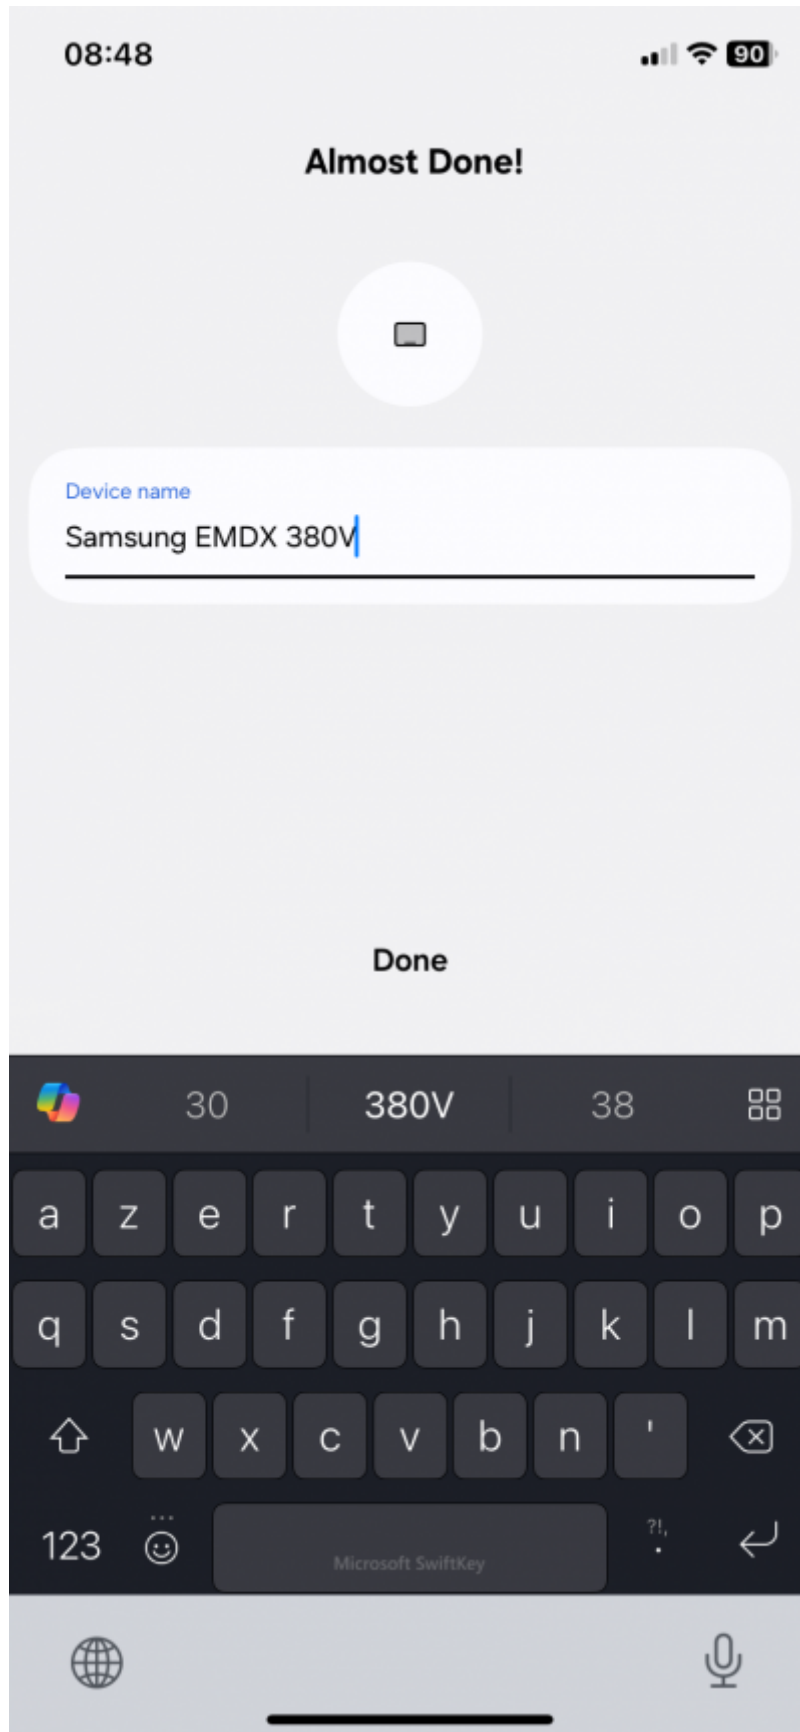 08:48 90
Almost Done!
Device name
Samsung EMDX 380V
Done
30 380V 38
a z e r t y u i o p
q s d f g h j k l m
w x c v b n '
123 ?!, .
Microsoft SwiftKey